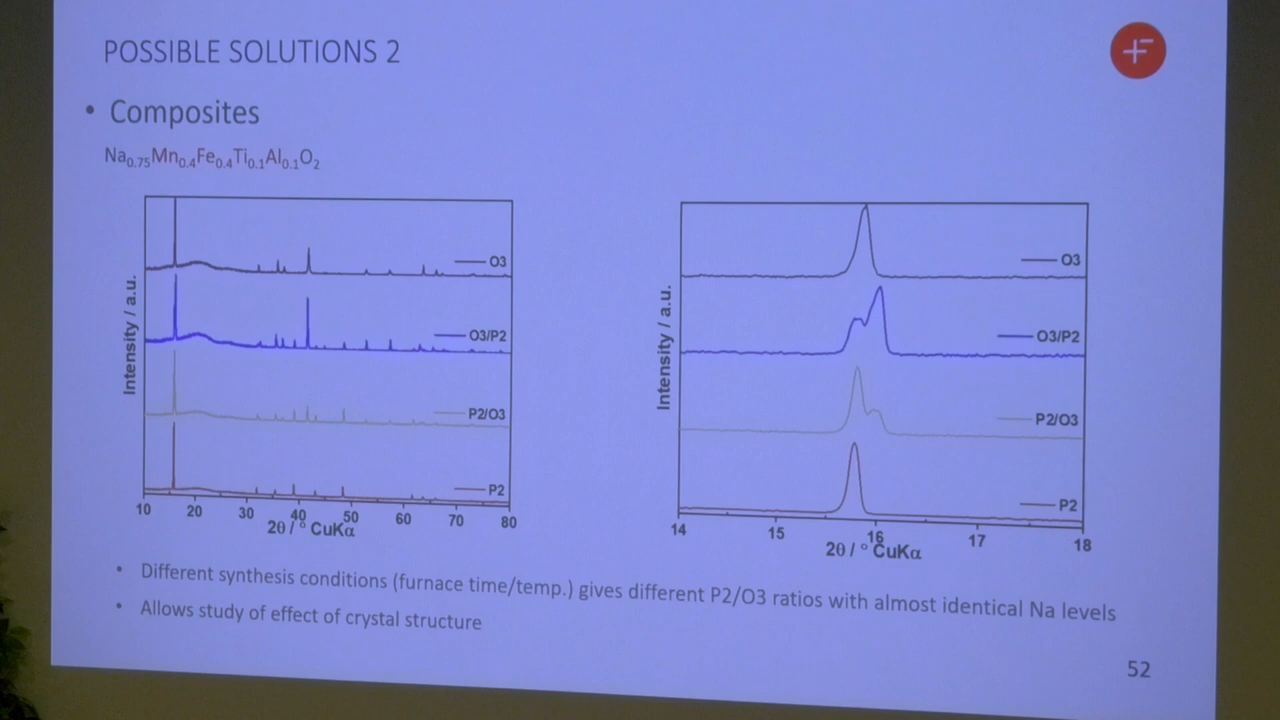 POSSIBLE SOLUTIONS 2
• Composites
Na0.75Mn0.4Fe0.4Ti0.1Al0.1O2
Intensity / a.u.
O3
O3/P2
P2/O3
P2
10 20 30 40 50 60 70 80
2θ / ° CuKα
Intensity / a.u.
O3
O3/P2
P2/O3
P2
14 15 16 17 18
2θ / ° CuKα
• Different synthesis conditions (furnace time/temp.) gives different P2/O3 ratios with almost identical Na levels
• Allows study of effect of crystal structure
52